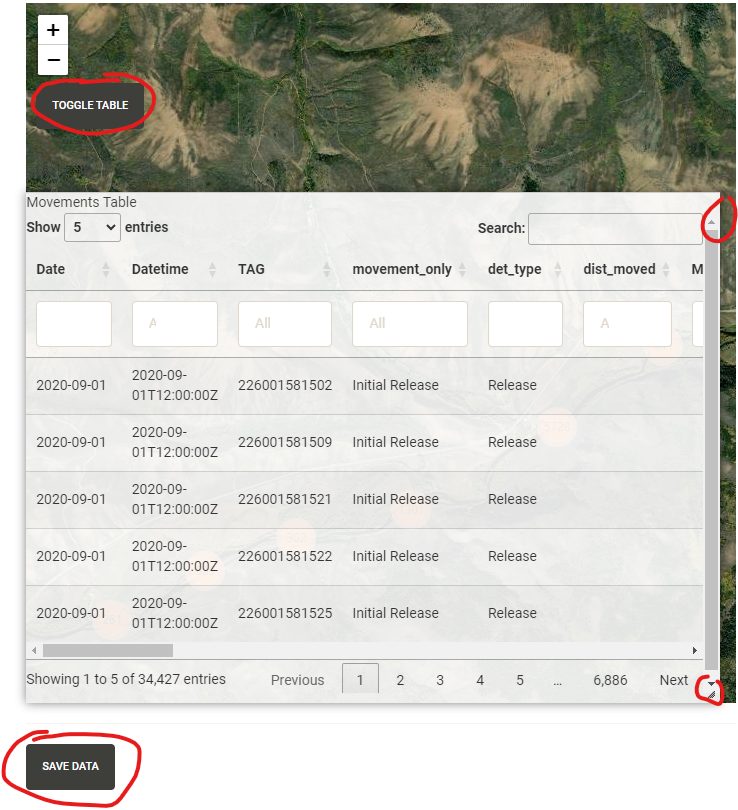 +
−
TOGGLE TABLE
Movements Table
Show 5 entries
Search:
Date Datetime TAG movement_only det_type dist_moved M
A All All A
2020-09-01 2020-09-01T12:00:00Z 226001581502 Initial Release Release
2020-09-01 2020-09-01T12:00:00Z 226001581509 Initial Release Release
2020-09-01 2020-09-01T12:00:00Z 226001581521 Initial Release Release
2020-09-01 2020-09-01T12:00:00Z 226001581522 Initial Release Release
2020-09-01 2020-09-01T12:00:00Z 226001581525 Initial Release Release
Showing 1 to 5 of 34,427 entries Previous 1 2 3 4 5 … 6,886 Next
SAVE DATA